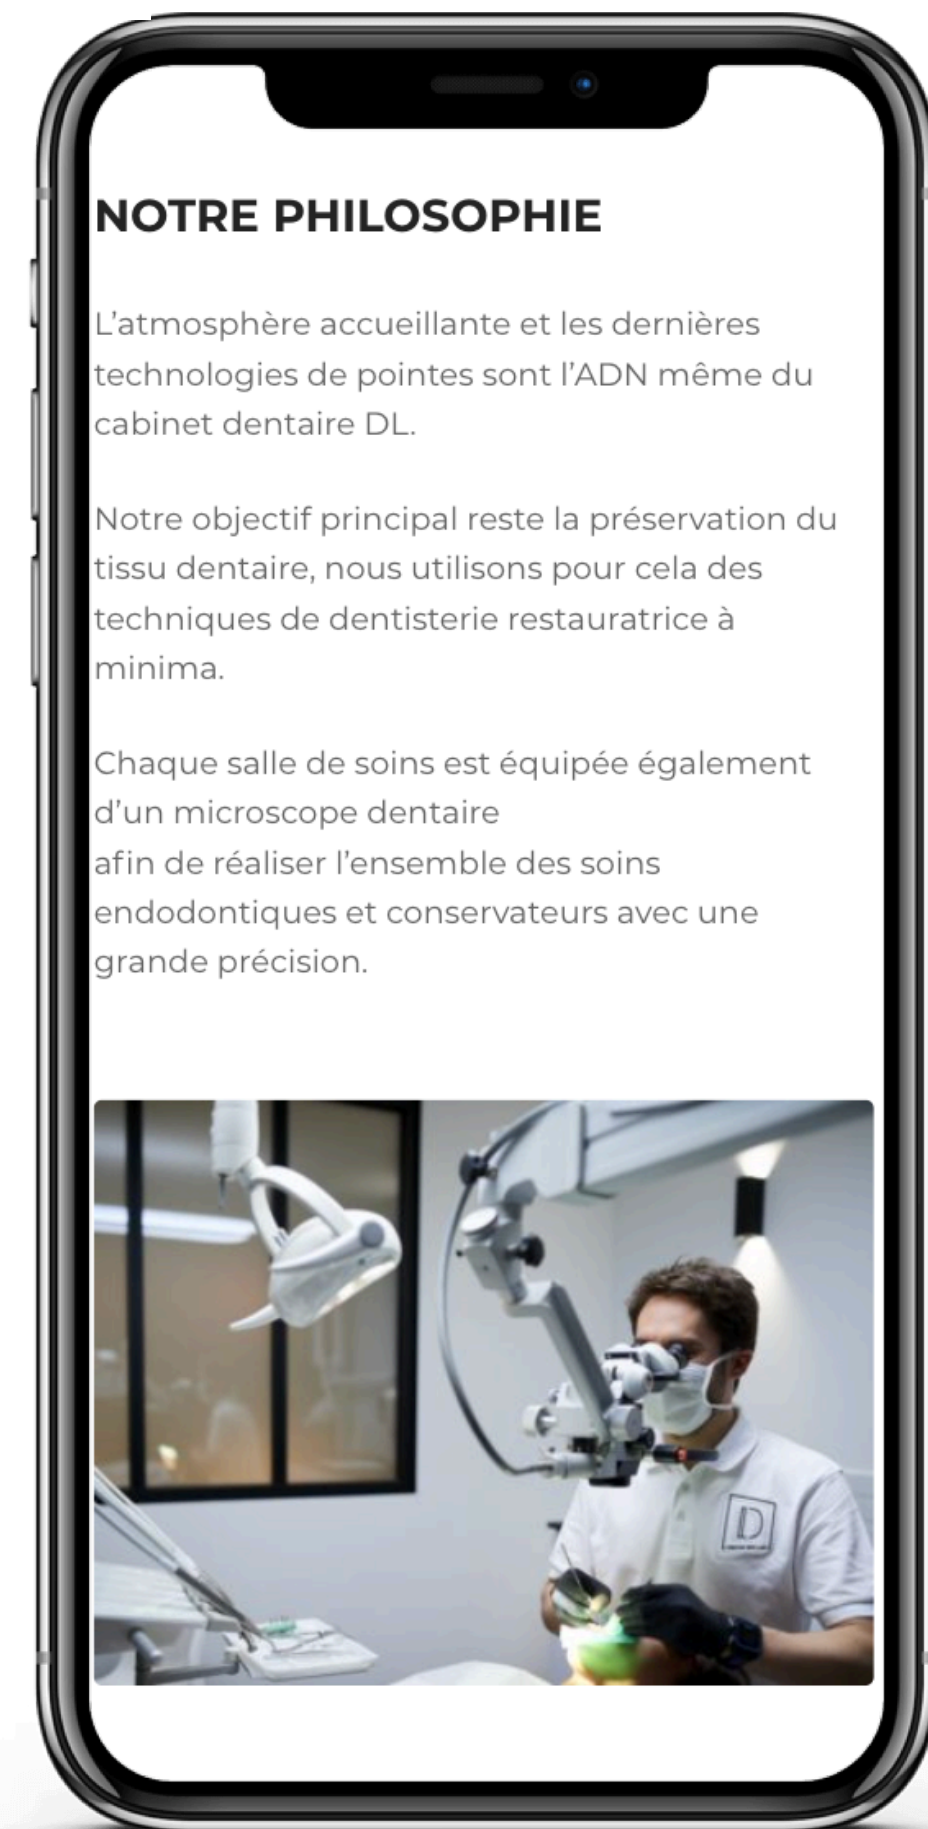 NOTRE PHILOSOPHIE
L’atmosphère accueillante et les dernières
technologies de pointes sont l’ADN même du
cabinet dentaire DL.
Notre objectif principal reste la préservation du
tissu dentaire, nous utilisons pour cela des
techniques de dentisterie restauratrice à
minima.
Chaque salle de soins est équipée également
d’un microscope dentaire
afin de réaliser l’ensemble des soins
endodontiques et conservateurs avec une
grande précision.
D